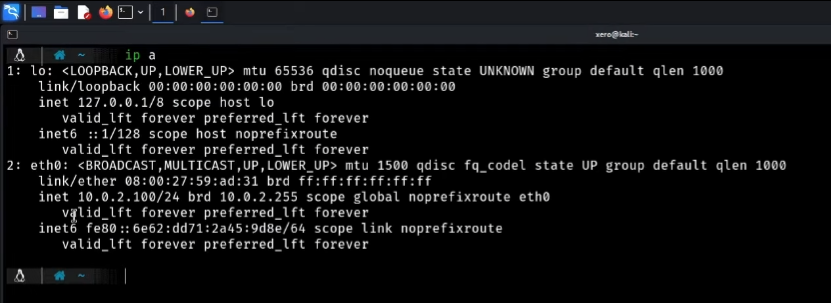 1
xero@kali:~
~ ip a
1: lo: <LOOPBACK,UP,LOWER_UP> mtu 65536 qdisc noqueue state UNKNOWN group default qlen 1000
link/loopback 00:00:00:00:00:00 brd 00:00:00:00:00:00
inet 127.0.0.1/8 scope host lo
valid_lft forever preferred_lft forever
inet6 ::1/128 scope host noprefixroute
valid_lft forever preferred_lft forever
2: eth0: <BROADCAST,MULTICAST,UP,LOWER_UP> mtu 1500 qdisc fq_codel state UP group default qlen 1000
link/ether 08:00:27:59:ad:31 brd ff:ff:ff:ff:ff:ff
inet 10.0.2.100/24 brd 10.0.2.255 scope global noprefixroute eth0
valid_lft forever preferred_lft forever
inet6 fe80::6e62:dd71:2a45:9d8e/64 scope link noprefixroute
valid_lft forever preferred_lft forever
~